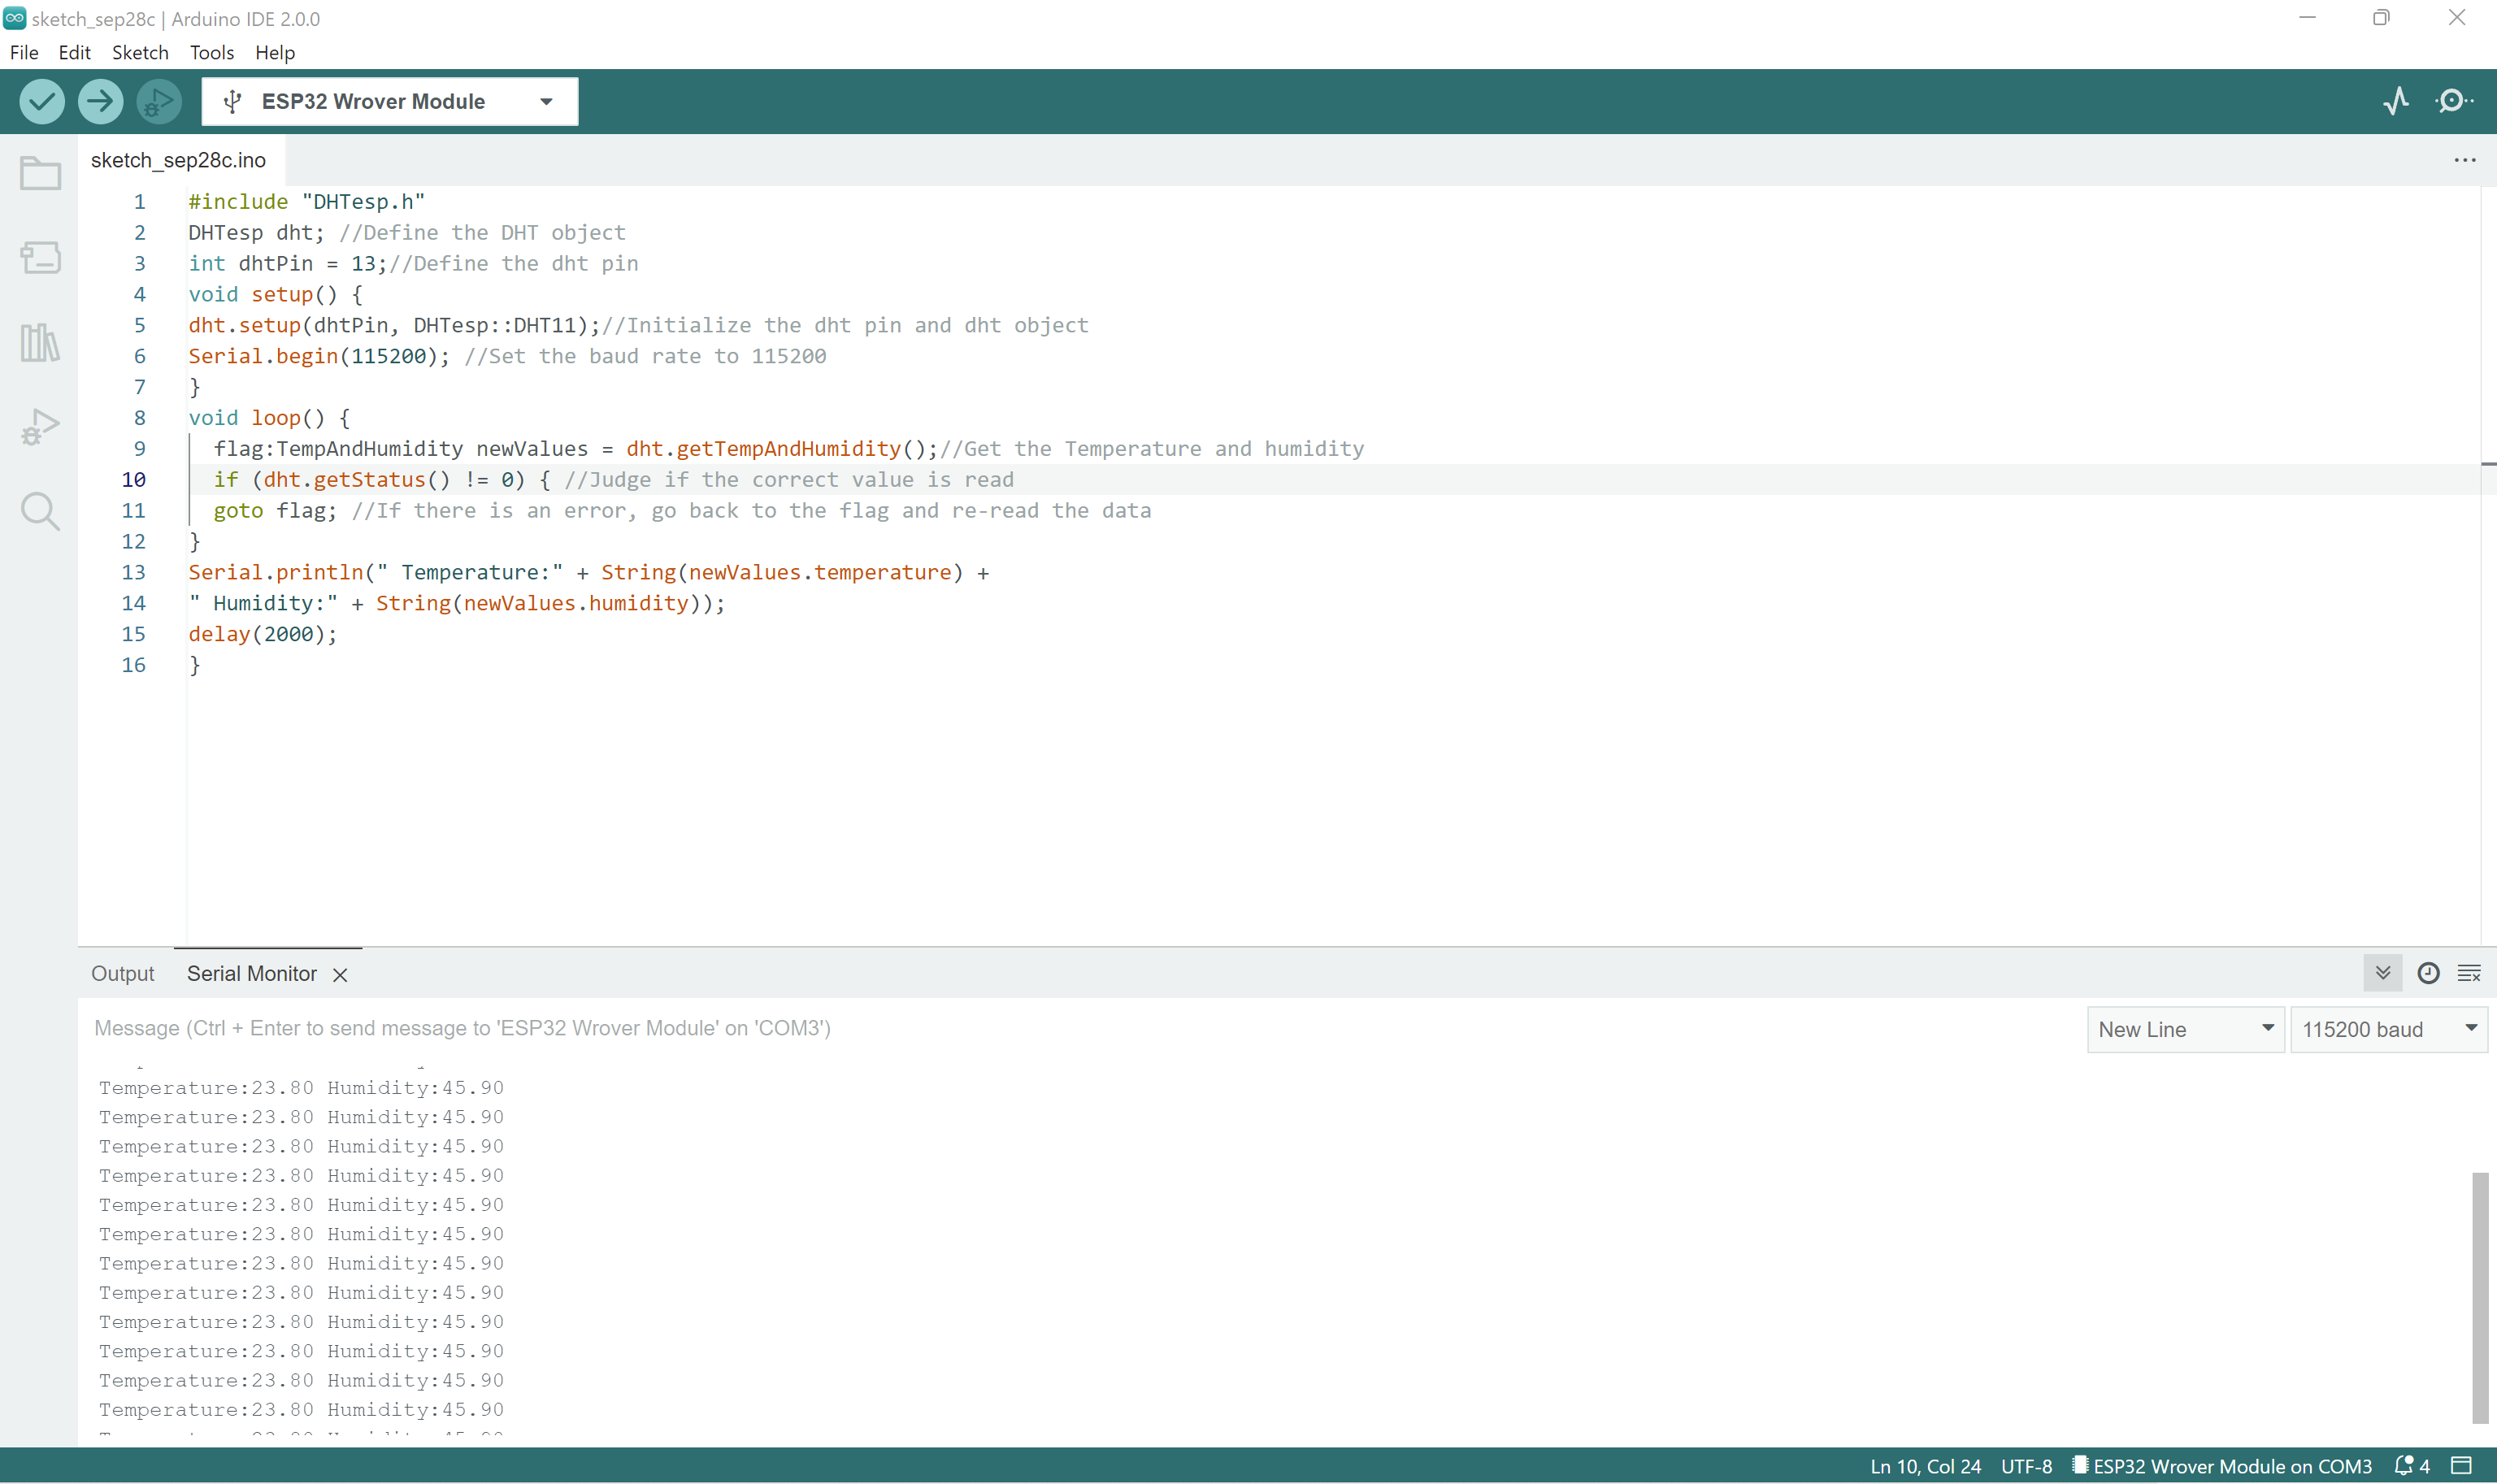 sketch_sep28c | Arduino IDE 2.0.0
File Edit Sketch Tools Help
ESP32 Wrover Module
sketch_sep28c.ino
1 #include "DHTesp.h"
2 DHTesp dht; //Define the DHT object
3 int dhtPin = 13;//Define the dht pin
4 void setup() {
5 dht.setup(dhtPin, DHTesp::DHT11);//Initialize the dht pin and dht object
6 Serial.begin(115200); //Set the baud rate to 115200
7 }
8 void loop() {
9 flag:TempAndHumidity newValues = dht.getTempAndHumidity();//Get the Temperature and humidity
10 if (dht.getStatus() != 0) { //Judge if the correct value is read
11 goto flag; //If there is an error, go back to the flag and re-read the data
12 }
13 Serial.println(" Temperature:" + String(newValues.temperature) +
14 " Humidity:" + String(newValues.humidity));
15 delay(2000);
16 }
Output Serial Monitor
Message (Ctrl + Enter to send message to 'ESP32 Wrover Module' on 'COM3') New Line 115200 baud
Temperature:23.80 Humidity:45.90
Temperature:23.80 Humidity:45.90
Temperature:23.80 Humidity:45.90
Temperature:23.80 Humidity:45.90
Temperature:23.80 Humidity:45.90
Temperature:23.80 Humidity:45.90
Temperature:23.80 Humidity:45.90
Temperature:23.80 Humidity:45.90
Temperature:23.80 Humidity:45.90
Temperature:23.80 Humidity:45.90
Temperature:23.80 Humidity:45.90
Temperature:23.80 Humidity:45.90
Ln 10, Col 24 UTF-8 ESP32 Wrover Module on COM3 4